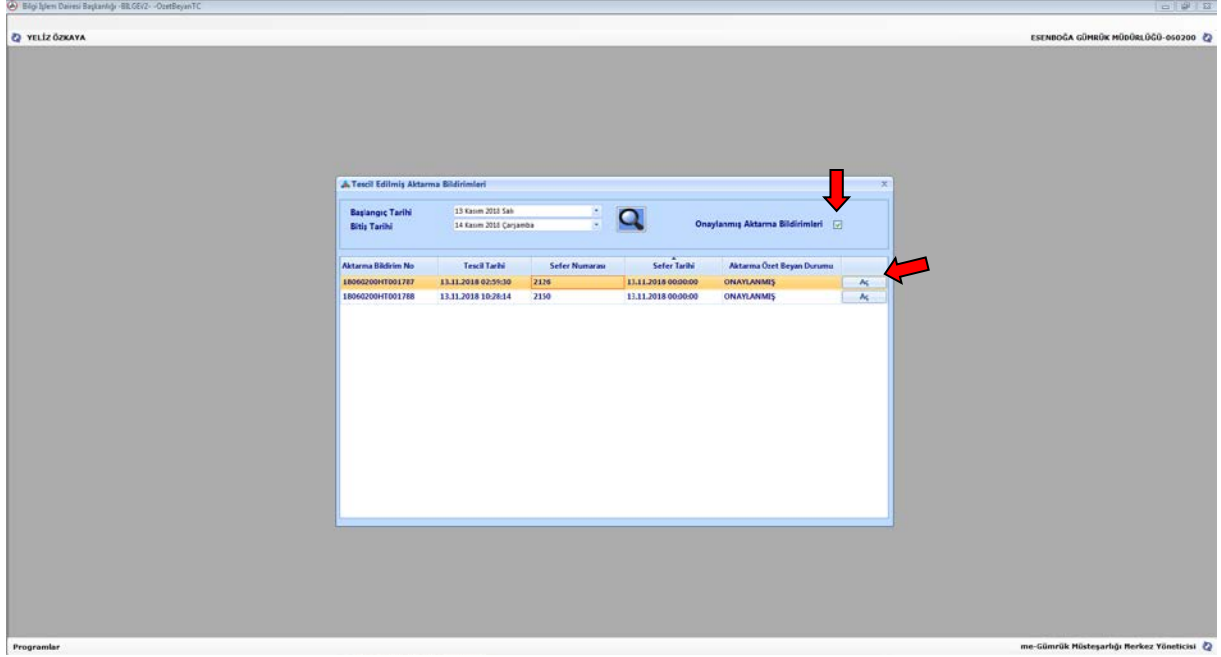 Bilgi İşlem Dairesi Başkanlığı -BİLGEV2- -OzetBeyanTC
YELİZ ÖZKAYA ESENBOĞA GÜMRÜK MÜDÜRLÜĞÜ-060200
Tescil Edilmiş Aktarma Bildirimleri
Başlangıç Tarihi 13 Kasım 2018 Salı
Onaylanmış Aktarma Bildirimleri
Bitiş Tarihi 14 Kasım 2018 Çarşamba
Aktarma Bildirim No Tescil Tarihi Sefer Numarası Sefer Tarihi Aktarma Özet Beyan Durumu
18060200HT001787 13.11.2018 02:59:30 2126 13.11.2018 00:00:00 ONAYLANMIŞ Aç
18060200HT001788 13.11.2018 10:28:14 2150 13.11.2018 00:00:00 ONAYLANMIŞ Aç
Programlar me-Gümrük Müsteşarlığı Merkez Yöneticisi